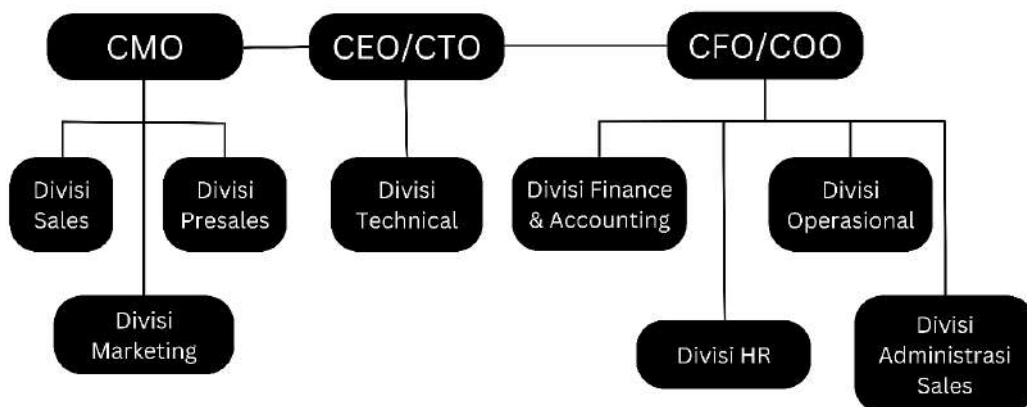 CMO
CEO/CTO
CFO/COO
Divisi
Sales
Divisi
Presales
Divisi
Technical
Divisi Finance
& Accounting
Divisi
Operasional
Divisi
Marketing
Divisi HR
Divisi
Administrasi
Sales